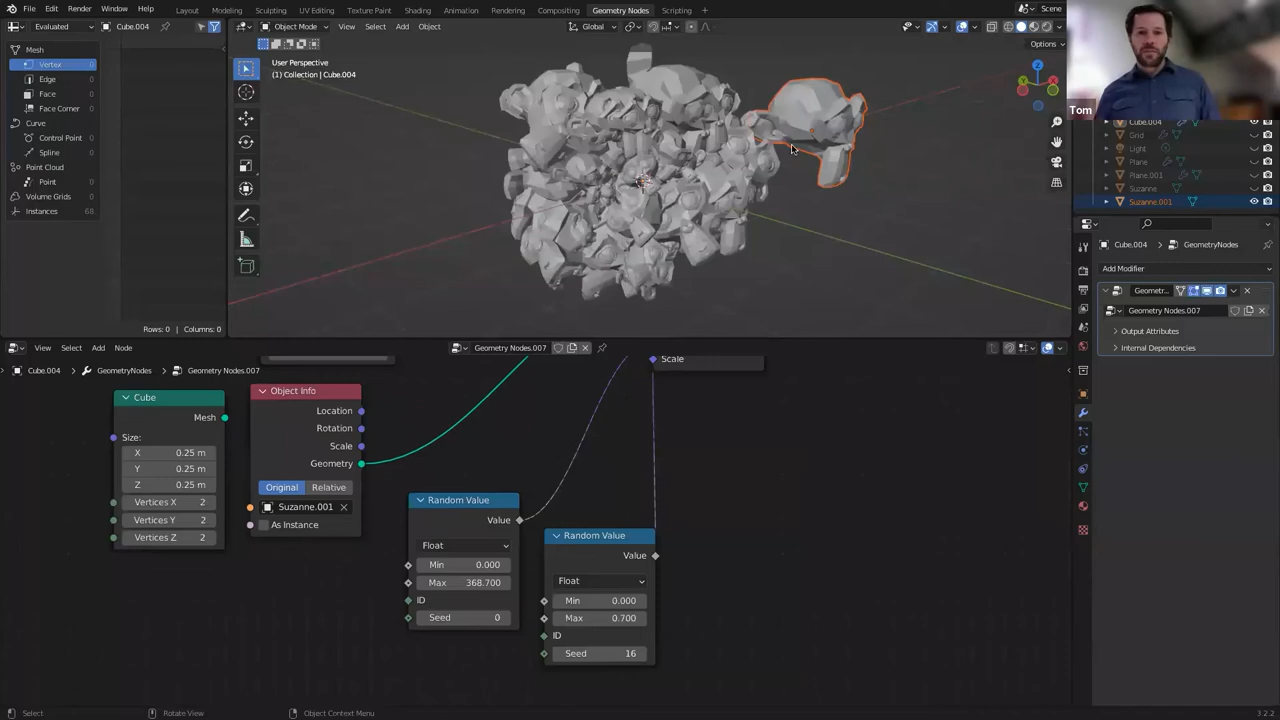 File Edit Render Window Help Layout Modeling Sculpting UV Editing Texture Paint Shading Animation Rendering Compositing Geometry Nodes Scripting Scene
Evaluated Cube.004
Object Mode View Select Add Object Global
Options
Mesh
Vertex 0
Edge 0
Face 0
Face Corner 0
Curve
Control Point 0
Spline 0
Point Cloud
Point 0
Volume Grids 0
Instances 68
Rows: 0 | Columns: 0
User Perspective
(1) Collection | Cube.004
Z
Y
X
Tom
Cube.004
Grid
Light
Plane
Plane.001
Suzanne
Suzanne.001
Cube.004 > GeometryNodes
Add Modifier
Geometr...
Geometry Nodes.007
Output Attributes
Internal Dependencies
View Select Add Node
Geometry Nodes.007
Cube.004 > GeometryNodes > Geometry Nodes.007
Cube
Mesh
Size:
X 0.25 m
Y 0.25 m
Z 0.25 m
Vertices X 2
Vertices Y 2
Vertices Z 2
Object Info
Location
Rotation
Scale
Geometry
Original Relative
Suzanne.001
As Instance
Random Value
Value
Float
Min 0.000
Max 368.700
ID
Seed 0
Scale
Random Value
Value
Float
Min 0.000
Max 0.700
ID
Seed 16
Select
Rotate View
Object Context Menu
3.2.2